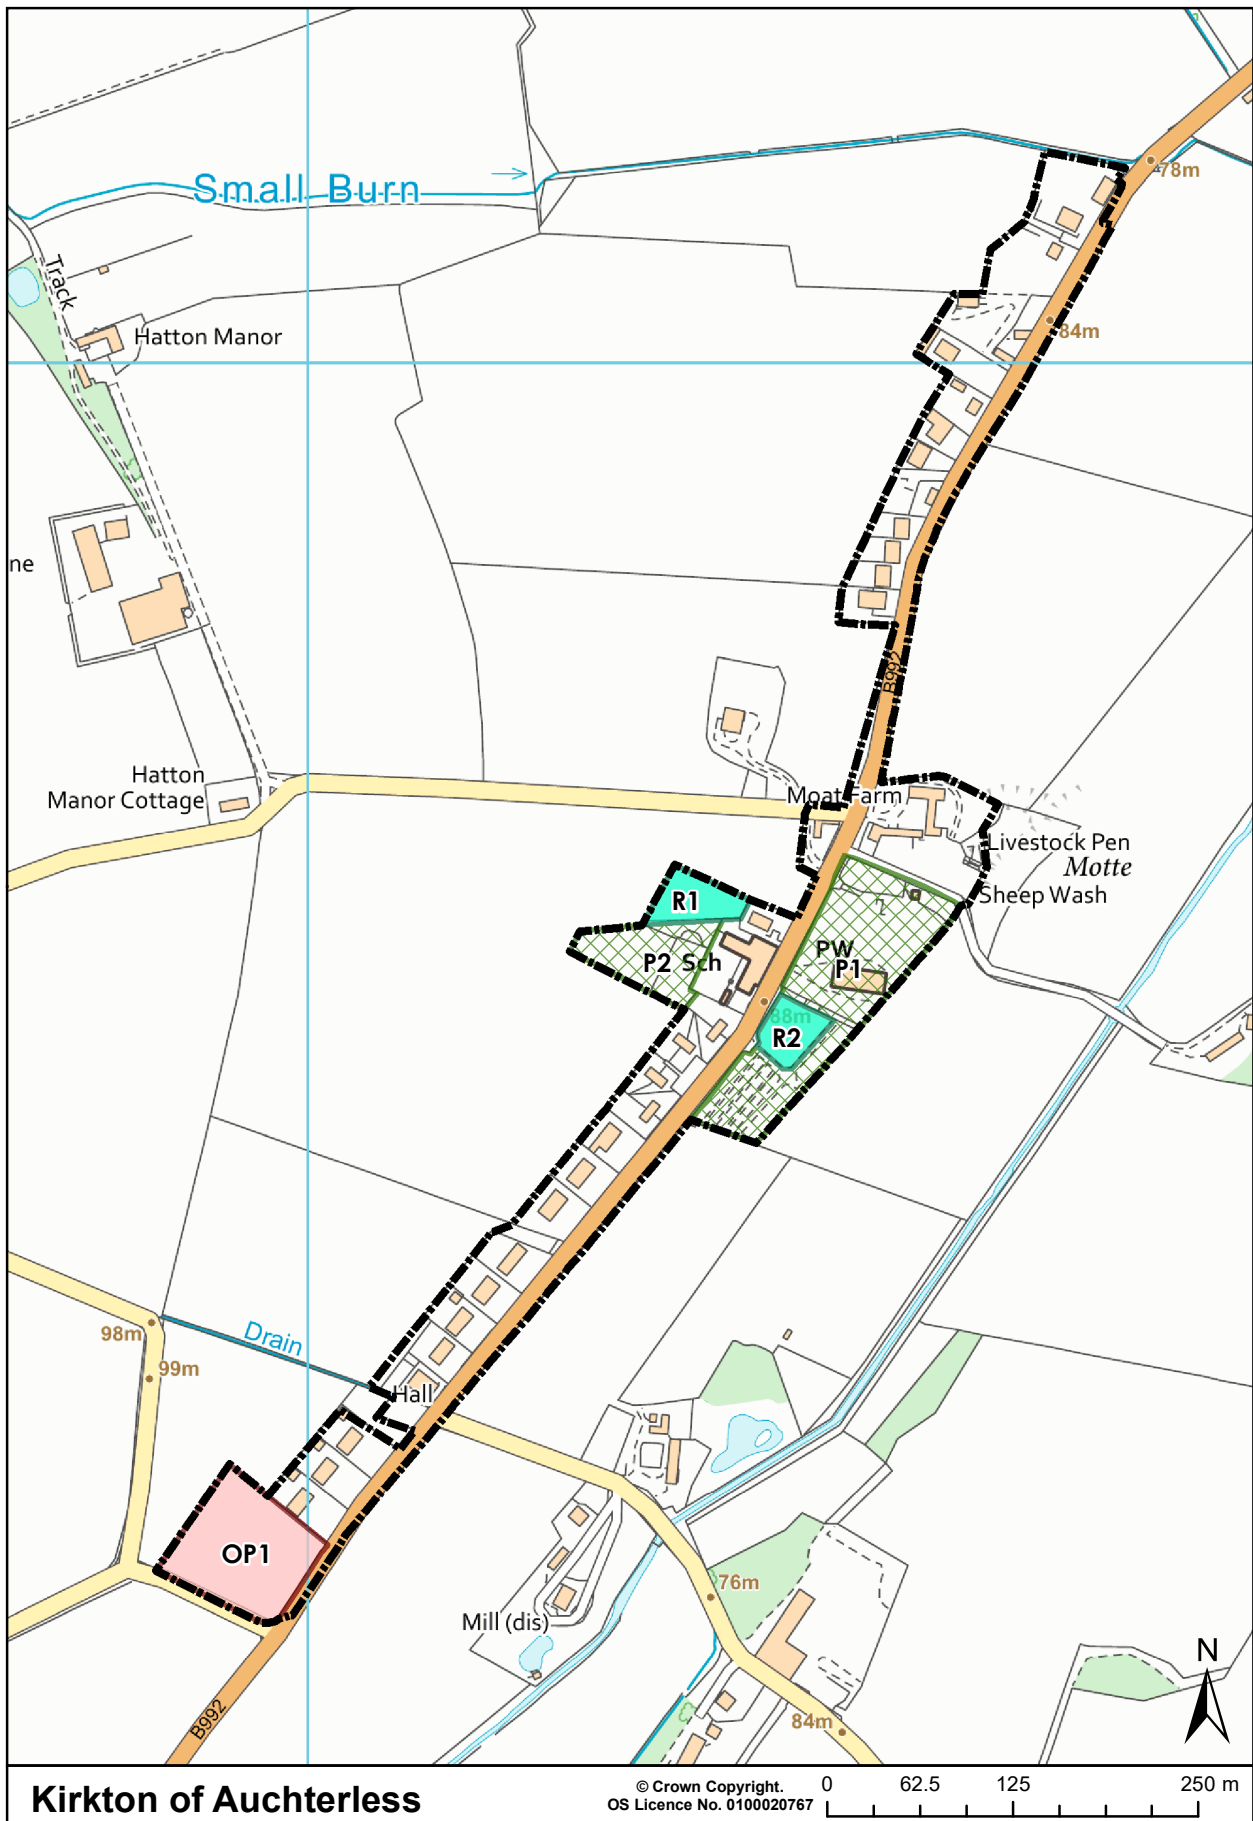 Small Burn
78m
Track
Hatton Manor
84m
ne
B992
Hatton
Manor Cottage
Moat Farm
Livestock Pen
Motte
Sheep Wash
R1
P2 Sch
PW
P1
88m
R2
98m
Drain
99m
Hall
OP1
76m
Mill (dis)
84m
B992
N
Kirkton of Auchterless
© Crown Copyright.
OS Licence No. 0100020767
0 62.5 125 250 m